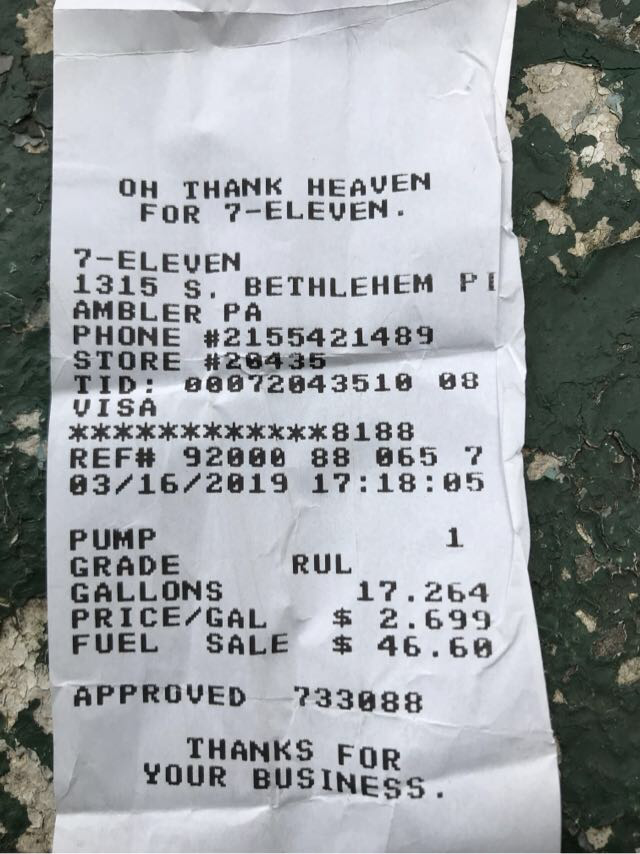 OH THANK HEAVEN
FOR 7-ELEVEN.
7-ELEVEN
1315 S. BETHLEHEM PI
AMBLER PA
PHONE #2155421489
STORE #20435
TID: 00072043510 08
VISA
************8188
REF# 92000 88 065 7
03/16/2019 17:18:05
PUMP 1
GRADE RUL
GALLONS 17.264
PRICE/GAL $ 2.699
FUEL SALE $ 46.60
APPROVED 733088
THANKS FOR
YOUR BUSINESS.